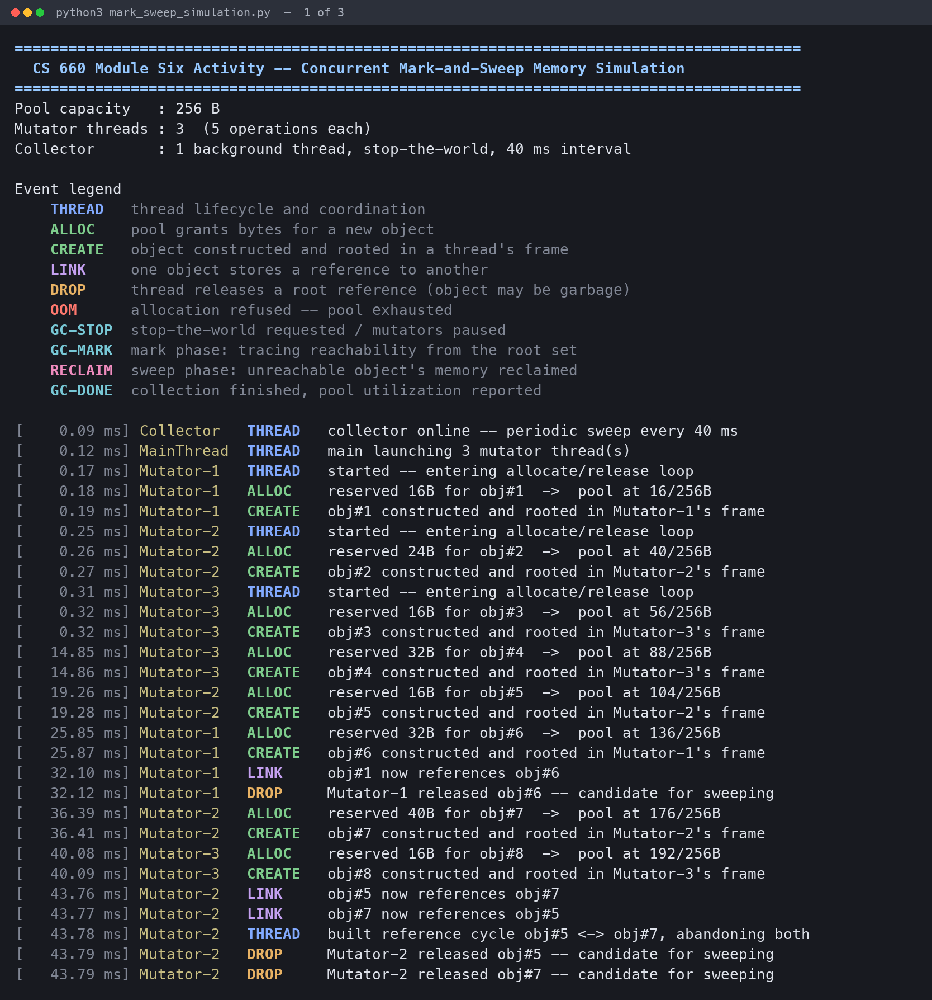 python3 mark_sweep_simulation.py — 1 of 3
========================================================================================
  CS 660 Module Six Activity -- Concurrent Mark-and-Sweep Memory Simulation
========================================================================================
Pool capacity   : 256 B
Mutator threads : 3  (5 operations each)
Collector       : 1 background thread, stop-the-world, 40 ms interval
Event legend
    THREAD   thread lifecycle and coordination
    ALLOC    pool grants bytes for a new object
    CREATE   object constructed and rooted in a thread's frame
    LINK     one object stores a reference to another
    DROP     thread releases a root reference (object may be garbage)
    OOM      allocation refused -- pool exhausted
    GC-STOP  stop-the-world requested / mutators paused
    GC-MARK  mark phase: tracing reachability from the root set
    RECLAIM  sweep phase: unreachable object's memory reclaimed
    GC-DONE  collection finished, pool utilization reported
[    0.09 ms] Collector   THREAD   collector online -- periodic sweep every 40 ms
[    0.12 ms] MainThread  THREAD   main launching 3 mutator thread(s)
[    0.17 ms] Mutator-1   THREAD   started -- entering allocate/release loop
[    0.18 ms] Mutator-1   ALLOC    reserved 16B for obj#1  ->  pool at 16/256B
[    0.19 ms] Mutator-1   CREATE   obj#1 constructed and rooted in Mutator-1's frame
[    0.25 ms] Mutator-2   THREAD   started -- entering allocate/release loop
[    0.26 ms] Mutator-2   ALLOC    reserved 24B for obj#2  ->  pool at 40/256B
[    0.27 ms] Mutator-2   CREATE   obj#2 constructed and rooted in Mutator-2's frame
[    0.31 ms] Mutator-3   THREAD   started -- entering allocate/release loop
[    0.32 ms] Mutator-3   ALLOC    reserved 16B for obj#3  ->  pool at 56/256B
[    0.32 ms] Mutator-3   CREATE   obj#3 constructed and rooted in Mutator-3's frame
[   14.85 ms] Mutator-3   ALLOC    reserved 32B for obj#4  ->  pool at 88/256B
[   14.86 ms] Mutator-3   CREATE   obj#4 constructed and rooted in Mutator-3's frame
[   19.26 ms] Mutator-2   ALLOC    reserved 16B for obj#5  ->  pool at 104/256B
[   19.28 ms] Mutator-2   CREATE   obj#5 constructed and rooted in Mutator-2's frame
[   25.85 ms] Mutator-1   ALLOC    reserved 32B for obj#6  ->  pool at 136/256B
[   25.87 ms] Mutator-1   CREATE   obj#6 constructed and rooted in Mutator-1's frame
[   32.10 ms] Mutator-1   LINK     obj#1 now references obj#6
[   32.12 ms] Mutator-1   DROP     Mutator-1 released obj#6 -- candidate for sweeping
[   36.39 ms] Mutator-2   ALLOC    reserved 40B for obj#7  ->  pool at 176/256B
[   36.41 ms] Mutator-2   CREATE   obj#7 constructed and rooted in Mutator-2's frame
[   40.08 ms] Mutator-3   ALLOC    reserved 16B for obj#8  ->  pool at 192/256B
[   40.09 ms] Mutator-3   CREATE   obj#8 constructed and rooted in Mutator-3's frame
[   43.76 ms] Mutator-2   LINK     obj#5 now references obj#7
[   43.77 ms] Mutator-2   LINK     obj#7 now references obj#5
[   43.78 ms] Mutator-2   THREAD   built reference cycle obj#5 <-> obj#7, abandoning both
[   43.79 ms] Mutator-2   DROP     Mutator-2 released obj#5 -- candidate for sweeping
[   43.79 ms] Mutator-2   DROP     Mutator-2 released obj#7 -- candidate for sweeping